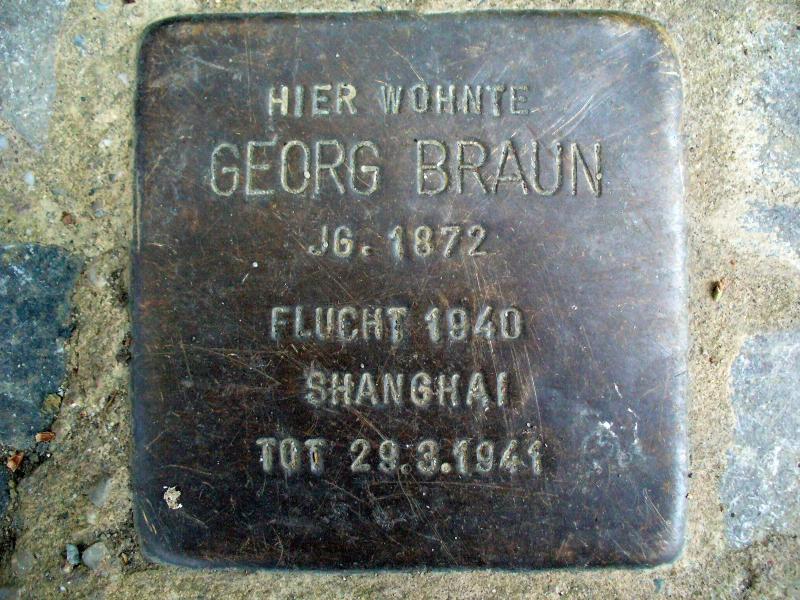 HIER WOHNTE
GEORG BRAUN
JG. 1872
FLUCHT 1940
SHANGHAI
TOT 29.3.1941